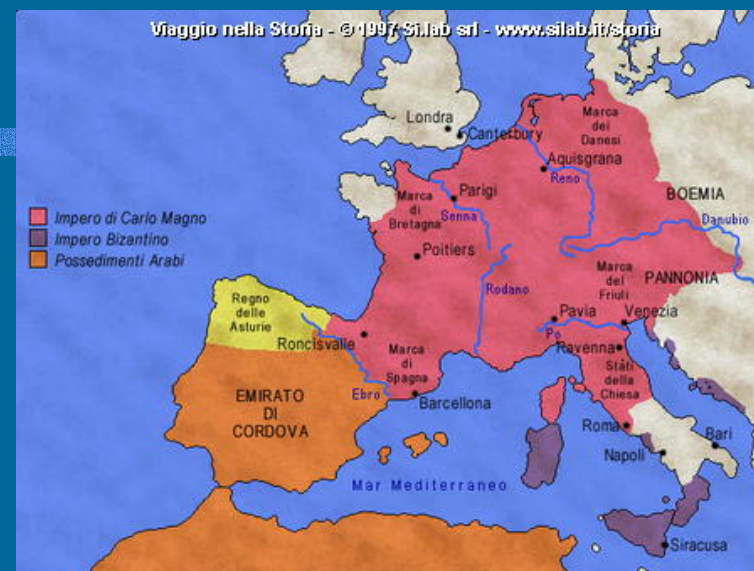 Viaggio nella Storia - © 1997 Si.lab srl - www.silab.it/storia
Londra
Canterbury
Marca
dei
Danesi
Aquisgrana
Reno
Parigi
Marca
di
Bretagna
Senna
BOEMIA
Danubio
Impero di Carlo Magno
Impero Bizantino
Possedimenti Arabi
Poitiers
Marca
del
Friuli
PANNONIA
Rodano
Regno
delle
Asturie
Pavia
Venezia
Po
Roncisvalle
Ravenna
Marca
di
Spagna
Stati
della
Chiesa
Ebro
Barcellona
EMIRATO
DI
CORDOVA
Roma
Bari
Napoli
Mar Mediterraneo
Siracusa